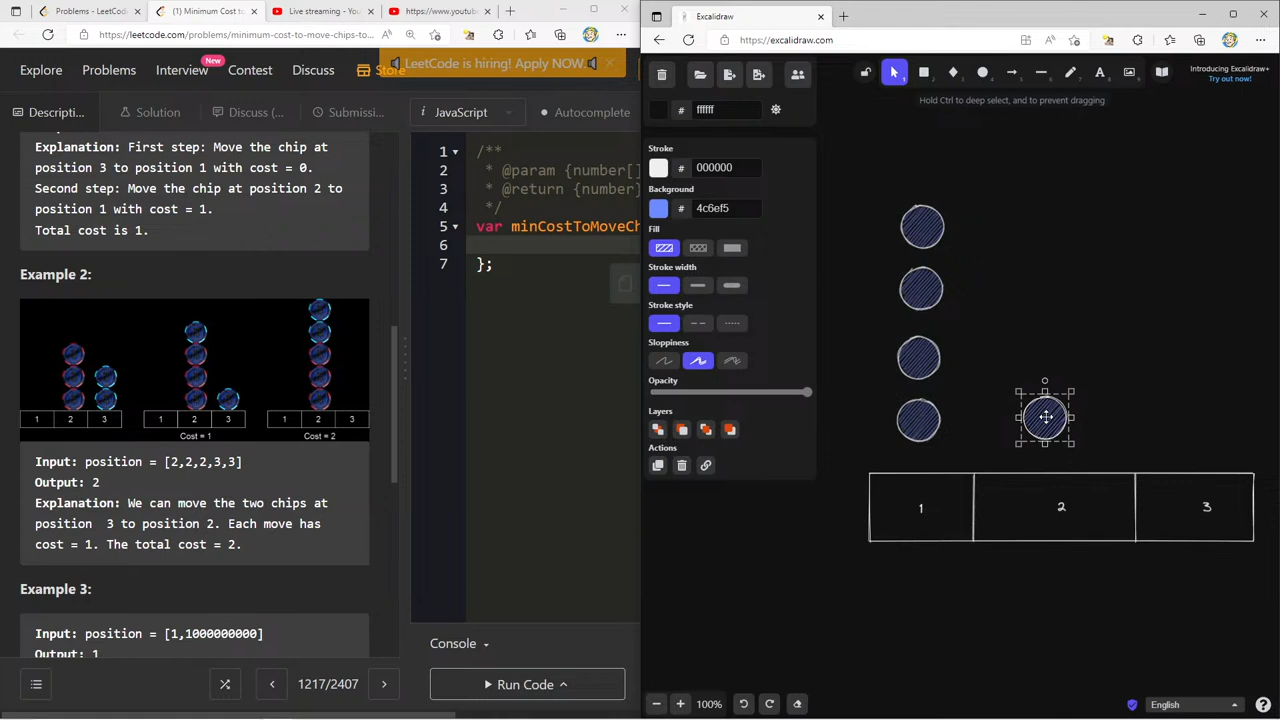 Problems - LeetCode
(1) Minimum Cost to
Live streaming - You
https://www.youtube
https://leetcode.com/problems/minimum-cost-to-move-chips-to...
Explore
Problems
Interview
New
Contest
Discuss
Store
LeetCode is hiring! Apply NOW.
Descripti...
Solution
Discuss (...
Submissi...
i JavaScript
Autocomplete
Explanation: First step: Move the chip at
position 3 to position 1 with cost = 0.
Second step: Move the chip at position 2 to
position 1 with cost = 1.
Total cost is 1.
Example 2:
1 2 3
1 2 3
1 2 3
Cost = 1
Cost = 2
Input: position = [2,2,2,3,3]
Output: 2
Explanation: We can move the two chips at
position 3 to position 2. Each move has
cost = 1. The total cost = 2.
Example 3:
Input: position = [1,1000000000]
Output: 1
1217/2407
1 /**
2 * @param {number[]
3 * @return {number}
4 */
5 var minCostToMoveCh
6
7 };
Console
Run Code
Excalidraw
https://excalidraw.com
Introducing Excalidraw+
Try out now!
Hold Ctrl to deep select, and to prevent dragging
# ffffff
Stroke
# 000000
Background
# 4c6ef5
Fill
Stroke width
Stroke style
Sloppiness
Opacity
Layers
Actions
1
2
3
100%
English